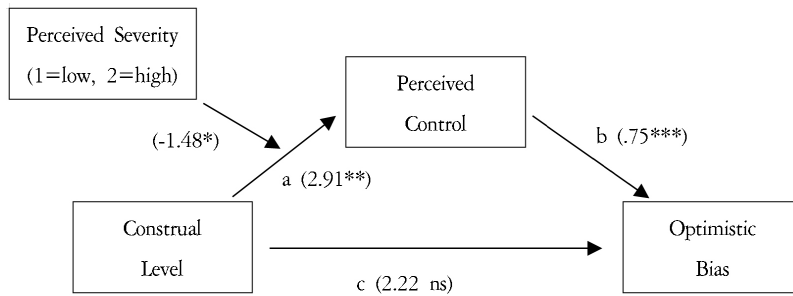 Perceived Severity
(1=low, 2=high)
Perceived
Control
(-1.48*)
b (.75***)
a (2.91**)
Construal
Level
Optimistic
Bias
c (2.22 ns)